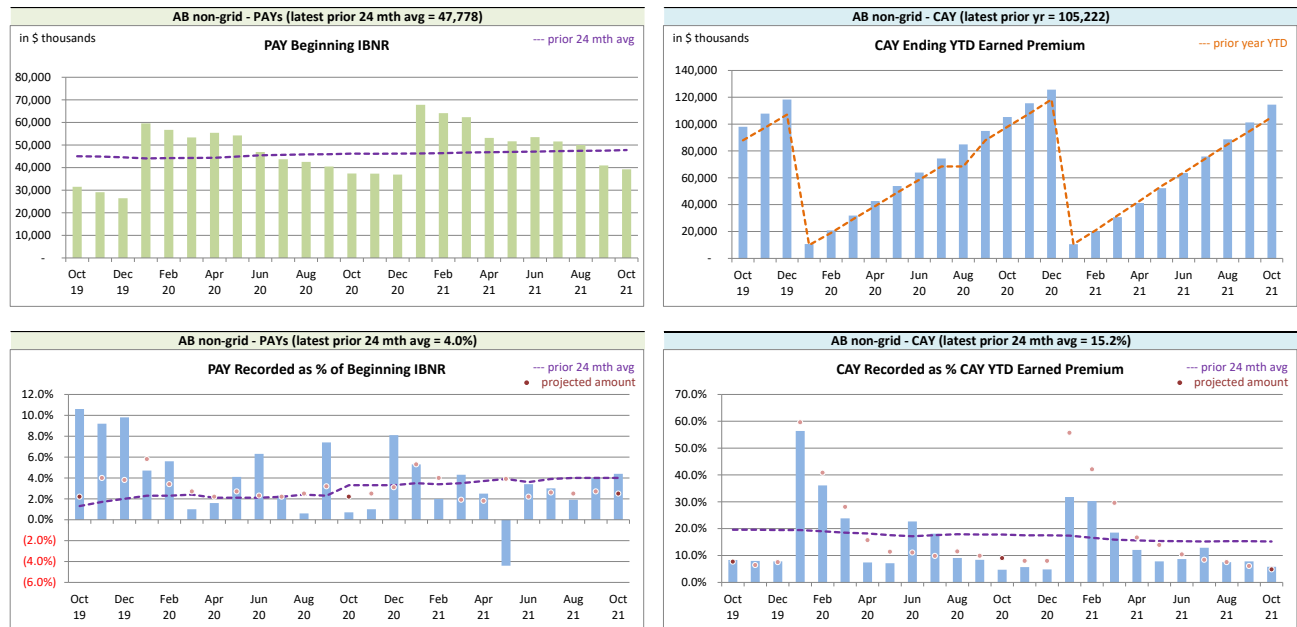 AB non-grid - PAYs (latest prior 24 mth avg = 47,778)
in $ thousands
PAY Beginning IBNR
--- prior 24 mth avg
80,000
70,000
60,000
50,000
40,000
30,000
20,000
10,000
-
Oct Dec Feb Apr Jun Aug Oct Dec Feb Apr Jun Aug Oct
19 19 20 20 20 20 20 20 21 21 21 21 21
AB non-grid - CAY (latest prior yr = 105,222)
in $ thousands
CAY Ending YTD Earned Premium
--- prior year YTD
140,000
120,000
100,000
80,000
60,000
40,000
20,000
-
Oct Dec Feb Apr Jun Aug Oct Dec Feb Apr Jun Aug Oct
19 19 20 20 20 20 20 20 21 21 21 21 21
AB non-grid - PAYs (latest prior 24 mth avg = 4.0%)
PAY Recorded as % of Beginning IBNR
--- prior 24 mth avg
• projected amount
12.0%
10.0%
8.0%
6.0%
4.0%
2.0%
0.0%
(2.0%)
(4.0%)
(6.0%)
Oct Dec Feb Apr Jun Aug Oct Dec Feb Apr Jun Aug Oct
19 19 20 20 20 20 20 20 21 21 21 21 21
AB non-grid - CAY (latest prior 24 mth avg = 15.2%)
CAY Recorded as % CAY YTD Earned Premium
--- prior 24 mth avg
• projected amount
70.0%
60.0%
50.0%
40.0%
30.0%
20.0%
10.0%
0.0%
Oct Dec Feb Apr Jun Aug Oct Dec Feb Apr Jun Aug Oct
19 19 20 20 20 20 20 20 21 21 21 21 21